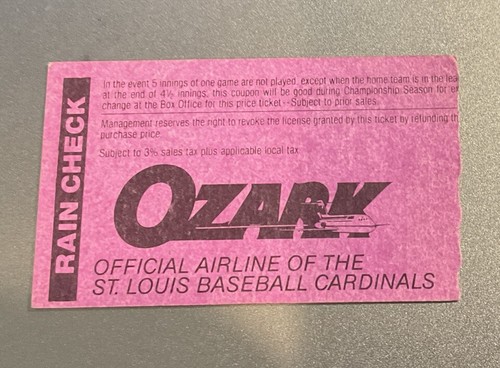 RAIN CHECK
In the event 5 innings of one game are not played, except when the home team is in the lea
at the end of 4½ innings, this coupon will be good during Championship Season for
change at the Box Office for this price ticket--Subject to prior sales.
Management reserves the right to revoke the license granted by this ticket by refunding
purchase price.
Subject to 3% sales tax plus applicable local tax
OZARK
OFFICIAL AIRLINE OF THE
ST. LOUIS BASEBALL CARDINALS